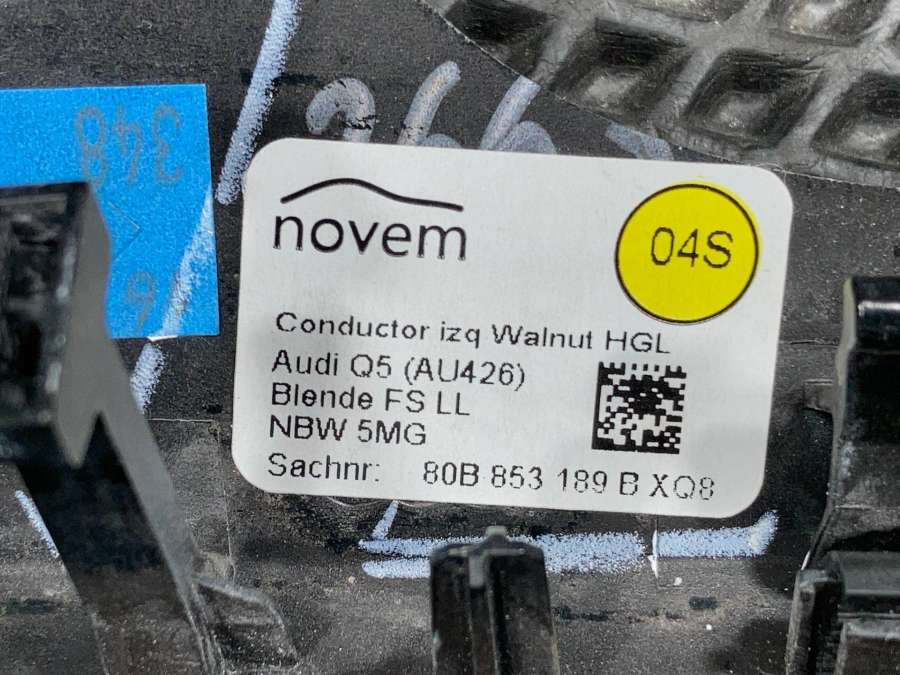 348
novem
04S
Conductor izq Walnut HGL
Audi Q5 (AU426)
Blende FS LL
NBW 5MG
Sachnr: 80B 853 189 B XQ8